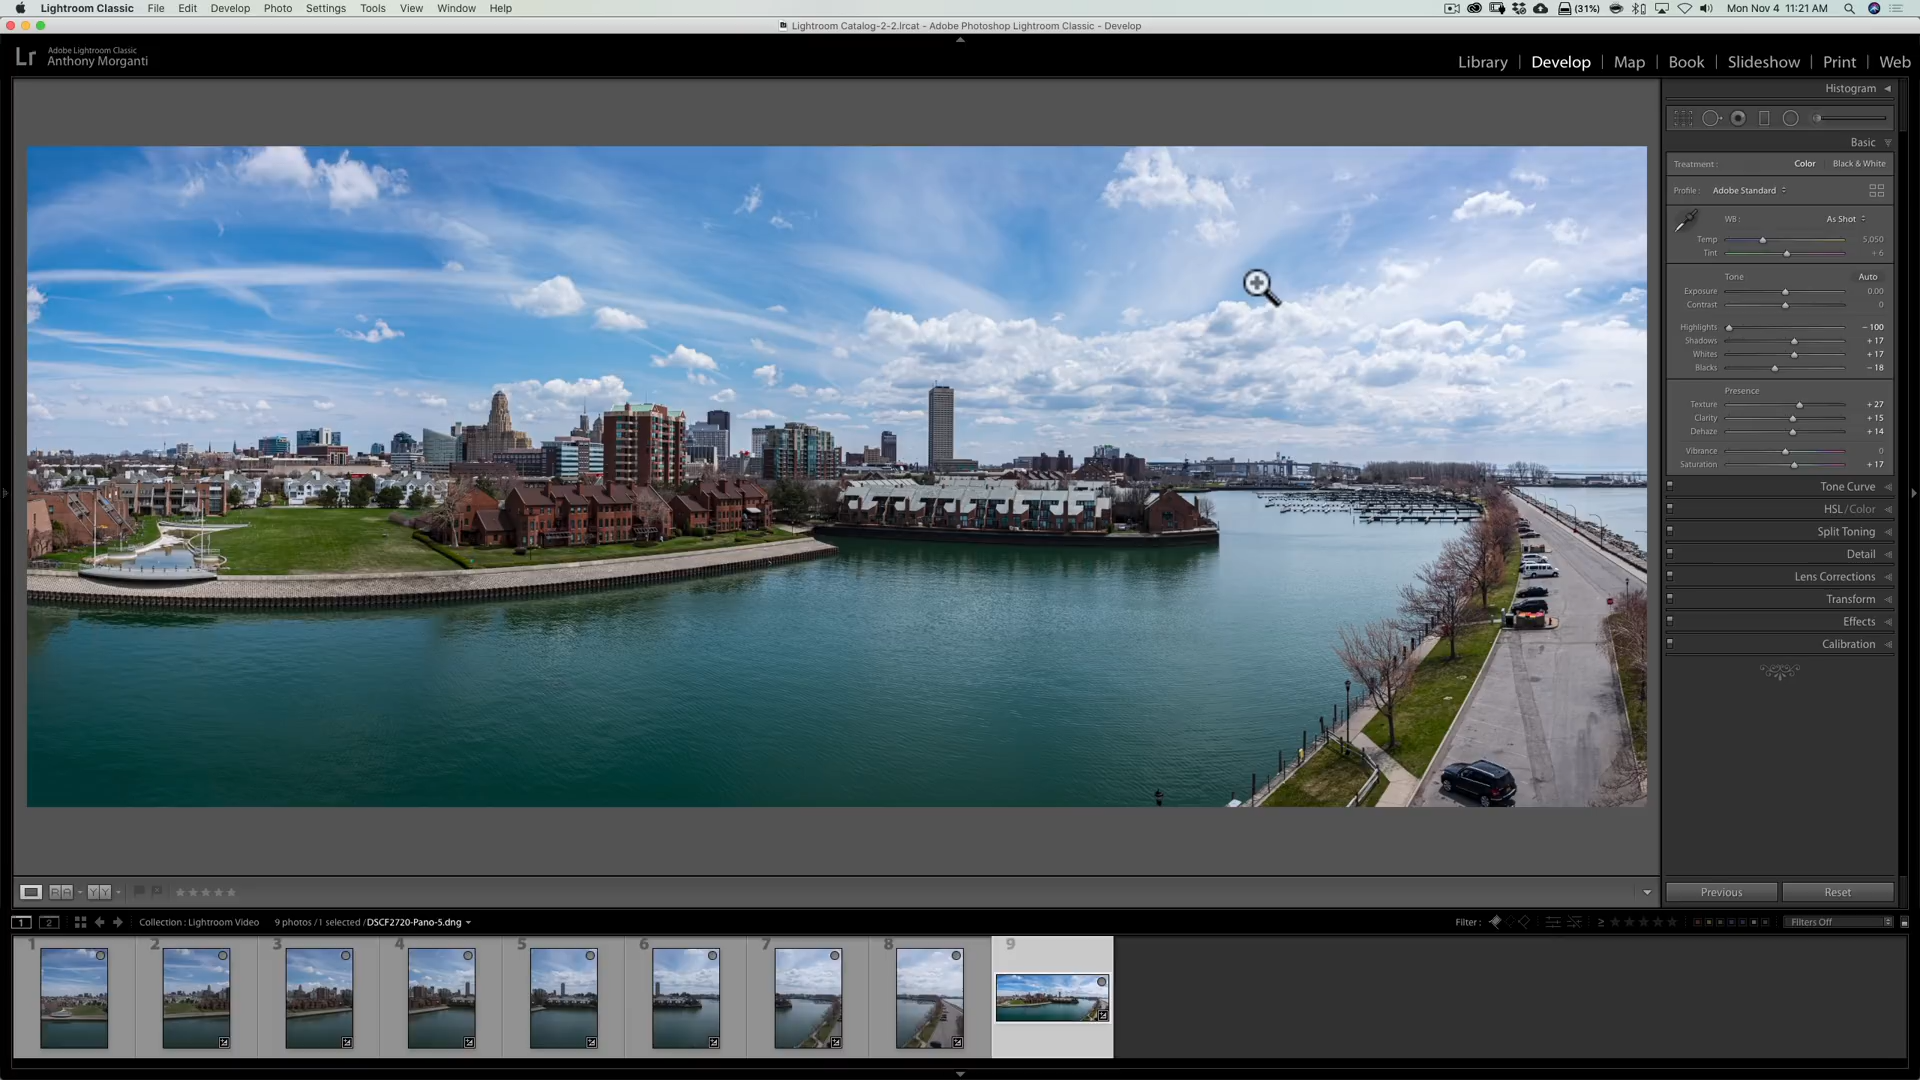 Lightroom Classic File Edit Develop Photo Settings Tools View Window Help (31%) Mon Nov 4 11:21 AM
Lightroom Catalog-2-2.lrcat - Adobe Photoshop Lightroom Classic - Develop
Lr Adobe Lightroom Classic
Anthony Morganti
Library | Develop | Map | Book | Slideshow | Print | Web
Histogram
Basic
Treatment : Color Black & White
Profile : Adobe Standard
WB : As Shot
Temp 5,050
Tint + 6
Tone Auto
Exposure 0.00
Contrast 0
Highlights - 100
Shadows + 17
Whites + 17
Blacks - 18
Presence
Texture + 27
Clarity + 15
Dehaze + 14
Vibrance 0
Saturation + 17
Tone Curve
HSL / Color
Split Toning
Detail
Lens Corrections
Transform
Effects
Calibration
Previous Reset
R A Y Y
1 2 Collection : Lightroom Video 9 photos / 1 selected / DSCF2720-Pano-5.dng Filter : ≥ Filters Off
1 2 3 4 5 6 7 8 9